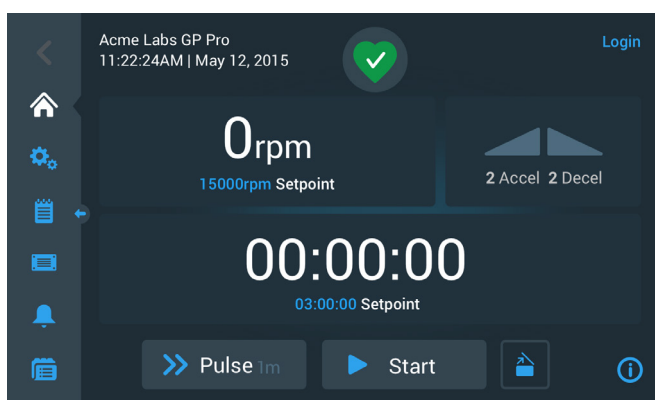 Acme Labs GP Pro
Login
11:22:24AM | May 12, 2015
0rpm
15000rpm Setpoint
2 Accel 2 Decel
00:00:00
03:00:00 Setpoint
Pulse 1m
Start